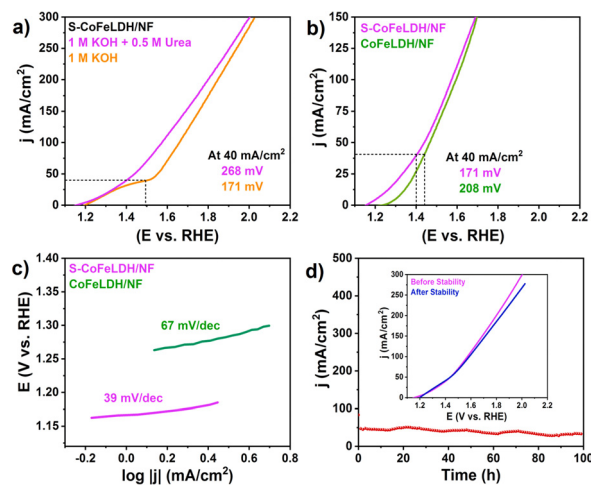 a)
S-CoFeLDH/NF
1 M KOH + 0.5 M Urea
1 M KOH
At 40 mA/cm²
268 mV
171 mV
j (mA/cm²)
300
250
200
150
100
50
0
1.2 1.4 1.6 1.8 2.0 2.2
(E vs. RHE)
b)
S-CoFeLDH/NF
CoFeLDH/NF
At 40 mA/cm²
171 mV
208 mV
j (mA/cm²)
150
125
100
75
50
25
0
1.2 1.4 1.6 1.8 2.0 2.2
(E vs. RHE)
c)
S-CoFeLDH/NF
CoFeLDH/NF
67 mV/dec
39 mV/dec
E (V vs. RHE)
1.40
1.35
1.30
1.25
1.20
1.15
1.10
-0.2 0.0 0.2 0.4 0.6 0.8
log |j| (mA/cm²)
d)
j (mA/cm²)
500
400
300
200
100
0
0 20 40 60 80 100
Time (h)
Before Stability
After Stability
j (mA/cm²)
300
250
200
150
100
50
0
1.2 1.4 1.6 1.8 2.0 2.2
E (V vs. RHE)